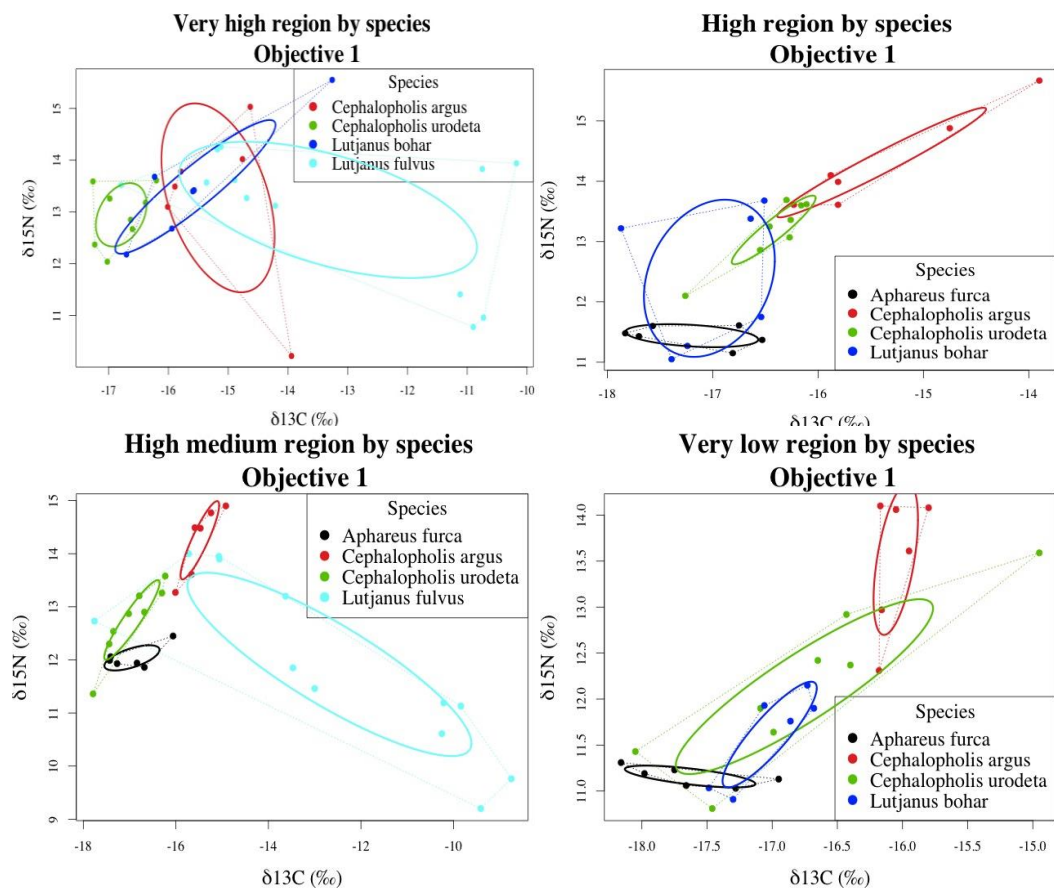 Very high region by species
Objective 1
δ15N (‰)
15
14
13
12
11
Species
Cephalopholis argus
Cephalopholis urodeta
Lutjanus bohar
Lutjanus fulvus
-17
-16
-15
-14
-13
-12
-11
-10
δ13C (‰)
High region by species
Objective 1
δ15N (‰)
15
14
13
12
11
Species
Aphareus furca
Cephalopholis argus
Cephalopholis urodeta
Lutjanus bohar
-18
-17
-16
-15
-14
δ13C (‰)
High medium region by species
Objective 1
δ15N (‰)
15
14
13
12
11
10
9
Species
Aphareus furca
Cephalopholis argus
Cephalopholis urodeta
Lutjanus fulvus
-18
-16
-14
-12
-10
δ13C (‰)
Very low region by species
Objective 1
δ15N (‰)
14.0
13.5
13.0
12.5
12.0
11.5
11.0
Species
Aphareus furca
Cephalopholis argus
Cephalopholis urodeta
Lutjanus bohar
-18.0
-17.5
-17.0
-16.5
-16.0
-15.5
-15.0
δ13C (‰)